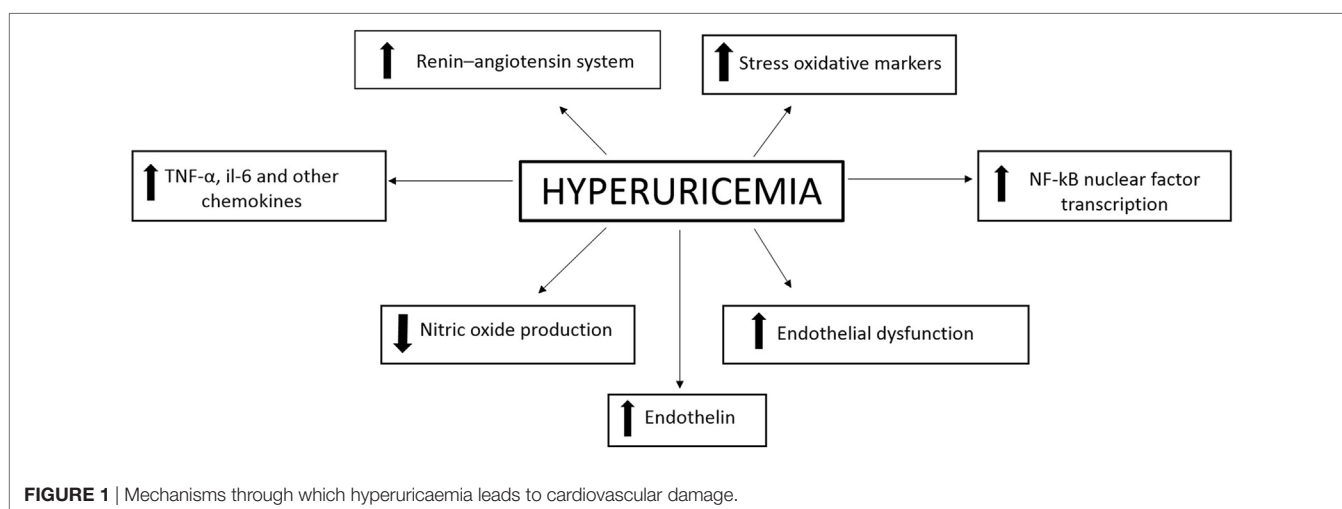 Renin–angiotensin system
Stress oxidative markers
TNF-α, il-6 and other
chemokines
HYPERURICEMIA
NF-kB nuclear factor
transcription
Nitric oxide production
Endothelial dysfunction
Endothelin
FIGURE 1 | Mechanisms through which hyperuricaemia leads to cardiovascular damage.